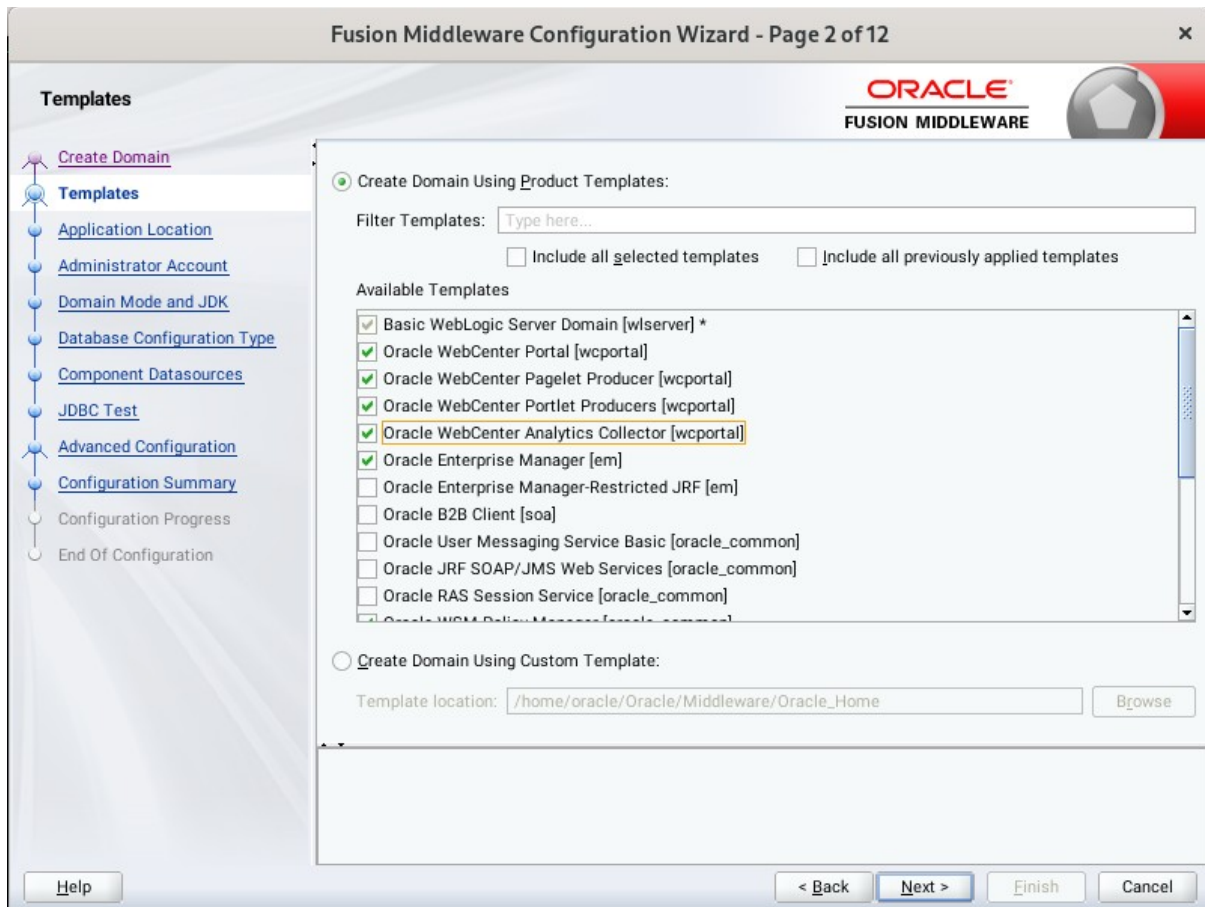 Fusion Middleware Configuration Wizard - Page 2 of 12
Templates
ORACLE
FUSION MIDDLEWARE
Create Domain
Templates
Application Location
Administrator Account
Domain Mode and JDK
Database Configuration Type
Component Datasources
JDBC Test
Advanced Configuration
Configuration Summary
Configuration Progress
End Of Configuration
Create Domain Using Product Templates:
Filter Templates: Type here...
Include all selected templates Include all previously applied templates
Available Templates
Basic WebLogic Server Domain [wlserver] *
Oracle WebCenter Portal [wcportal]
Oracle WebCenter Pagelet Producer [wcportal]
Oracle WebCenter Portlet Producers [wcportal]
Oracle WebCenter Analytics Collector [wcportal]
Oracle Enterprise Manager [em]
Oracle Enterprise Manager-Restricted JRF [em]
Oracle B2B Client [soa]
Oracle User Messaging Service Basic [oracle_common]
Oracle JRF SOAP/JMS Web Services [oracle_common]
Oracle RAS Session Service [oracle_common]
Oracle WSM Policy Manager [oracle_common]
Create Domain Using Custom Template:
Template location: /home/oracle/Oracle/Middleware/Oracle_Home Browse
Help < Back Next > Finish Cancel